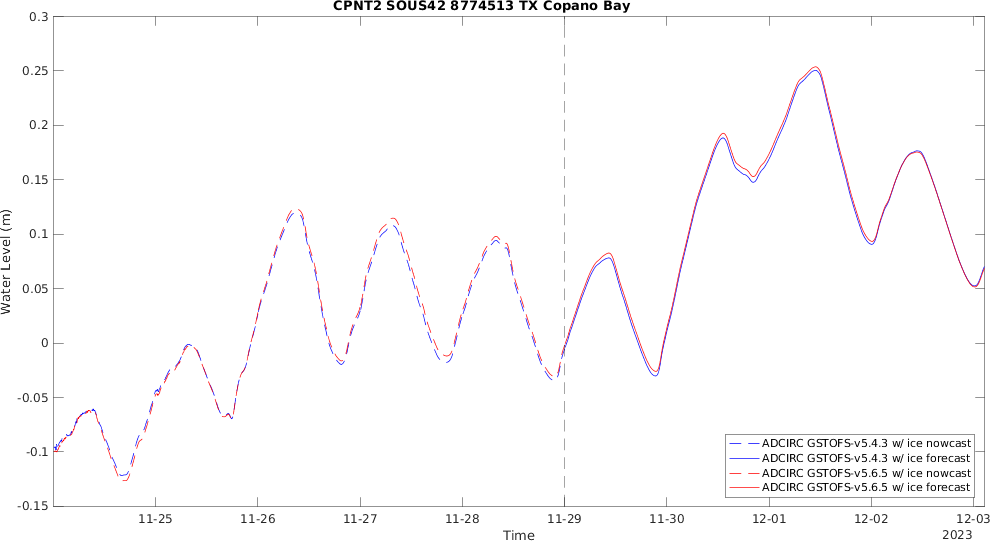 CPNT2 SOUS42 8774513 TX Copano Bay
Water Level (m)
0.3
0.25
0.2
0.15
0.1
0.05
0
-0.05
-0.1
-0.15
ADCIRC GSTOFS-v5.4.3 w/ ice nowcast
ADCIRC GSTOFS-v5.4.3 w/ ice forecast
ADCIRC GSTOFS-v5.6.5 w/ ice nowcast
ADCIRC GSTOFS-v5.6.5 w/ ice forecast
11-25 11-26 11-27 11-28 11-29 11-30 12-01 12-02 12-03
Time
2023